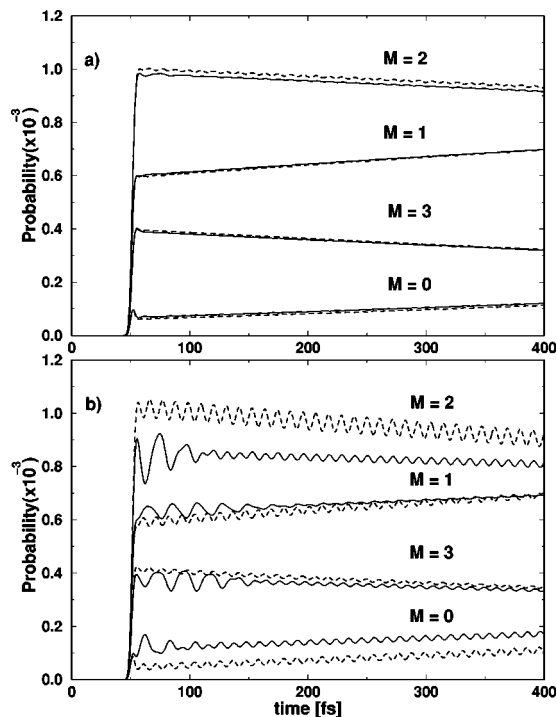 1.2
a)
M = 2
1.0
0.8
M = 1
0.6
M = 3
0.4
M = 0
0.2
0.0
Probability(x10⁻³)
0 100 200 300 400
1.2
b)
M = 2
1.0
0.8
M = 1
0.6
M = 3
0.4
M = 0
0.2
0.0
Probability(x10⁻³)
0 100 200 300 400
time [fs]